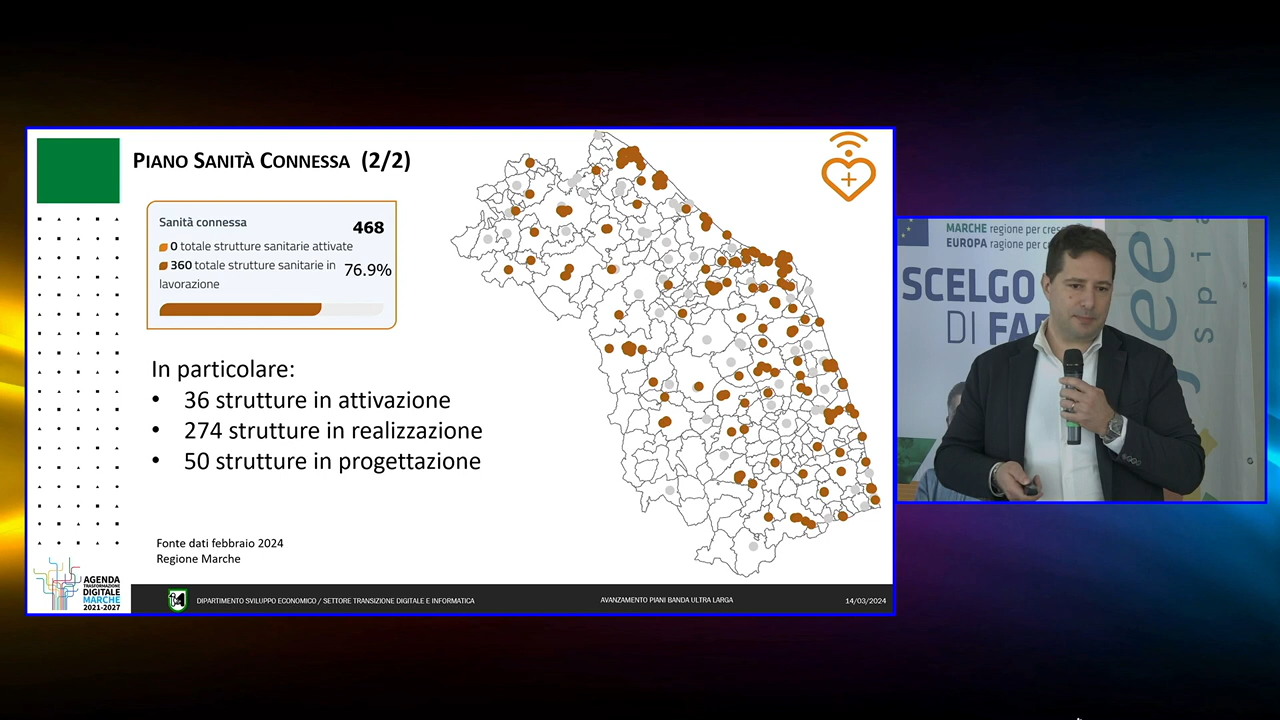 PIANO SANITÀ CONNESSA (2/2)
Sanità connessa
468
0 totale strutture sanitarie attivate
360 totale strutture sanitarie in
lavorazione
76.9%
In particolare:
• 36 strutture in attivazione
• 274 strutture in realizzazione
• 50 strutture in progettazione
Fonte dati febbraio 2024
Regione Marche
AGENDA
TRASFORMAZIONE
DIGITALE
MARCHE
2021-2027
DIPARTIMENTO SVILUPPO ECONOMICO / SETTORE TRANSIZIONE DIGITALE E INFORMATICA
AVANZAMENTO PIANI BANDA ULTRA LARGA
14/03/2024
MARCHE regione per
EUROPA ragione per
SCELGO
DI